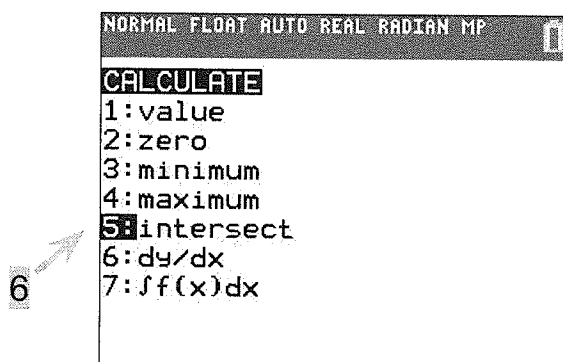 NORMAL FLOAT AUTO REAL RADIAN MP
CALCULATE
1:value
2:zero
3:minimum
4:maximum
5:intersect
6:dy/dx
7:∫f(x)dx
6